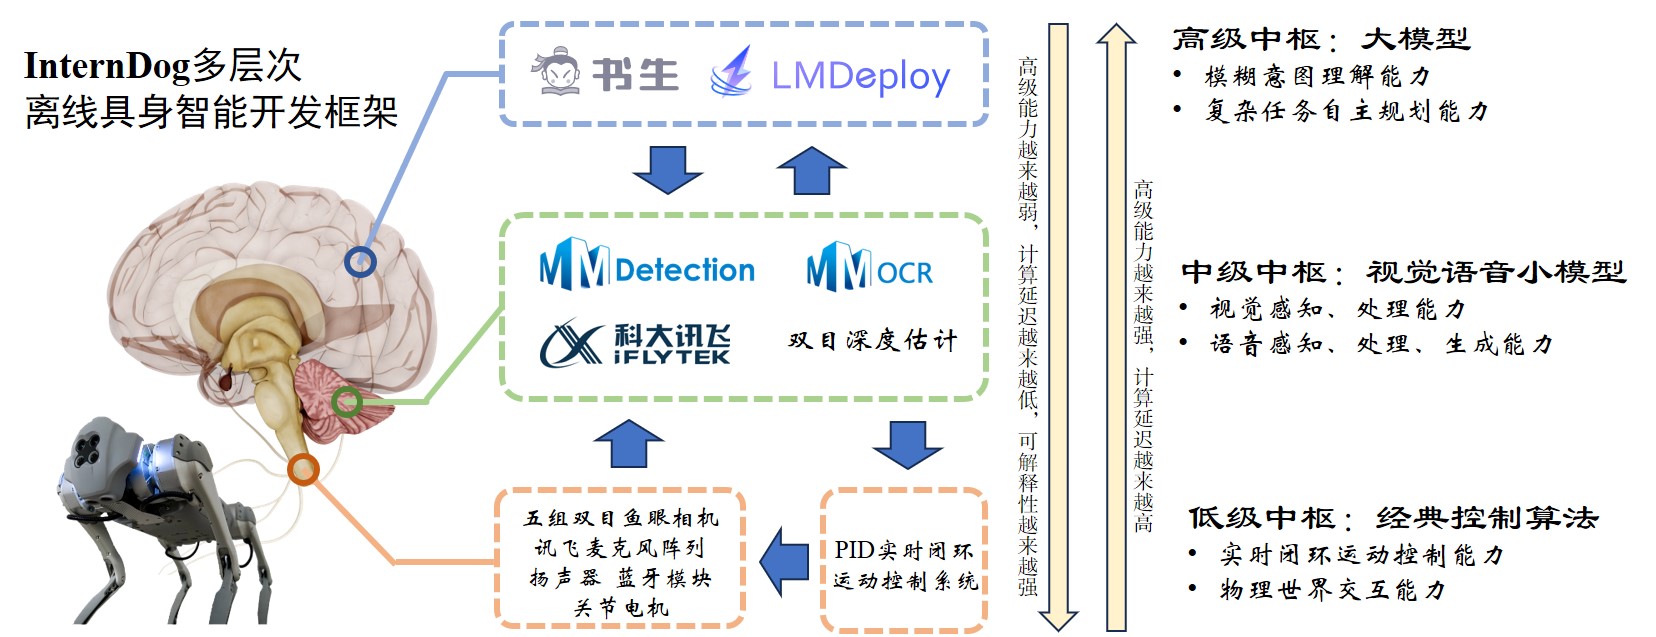 InternDog多层次
离线具身智能开发框架
书生
LMDeploy
MMDetection
MMOCR
科大讯飞
iFLYTEK
双目深度估计
五组双目鱼眼相机
讯飞麦克风阵列
扬声器 蓝牙模块
关节电机
PID实时闭环
运动控制系统
高级能力越来越弱，计算延迟越来越低，可解释性越来越强
高级能力越来越强，计算延迟越来越高
高级中枢：大模型
• 模糊意图理解能力
• 复杂任务自主规划能力
中级中枢：视觉语音小模型
• 视觉感知、处理能力
• 语音感知、处理、生成能力
低级中枢：经典控制算法
• 实时闭环运动控制能力
• 物理世界交互能力